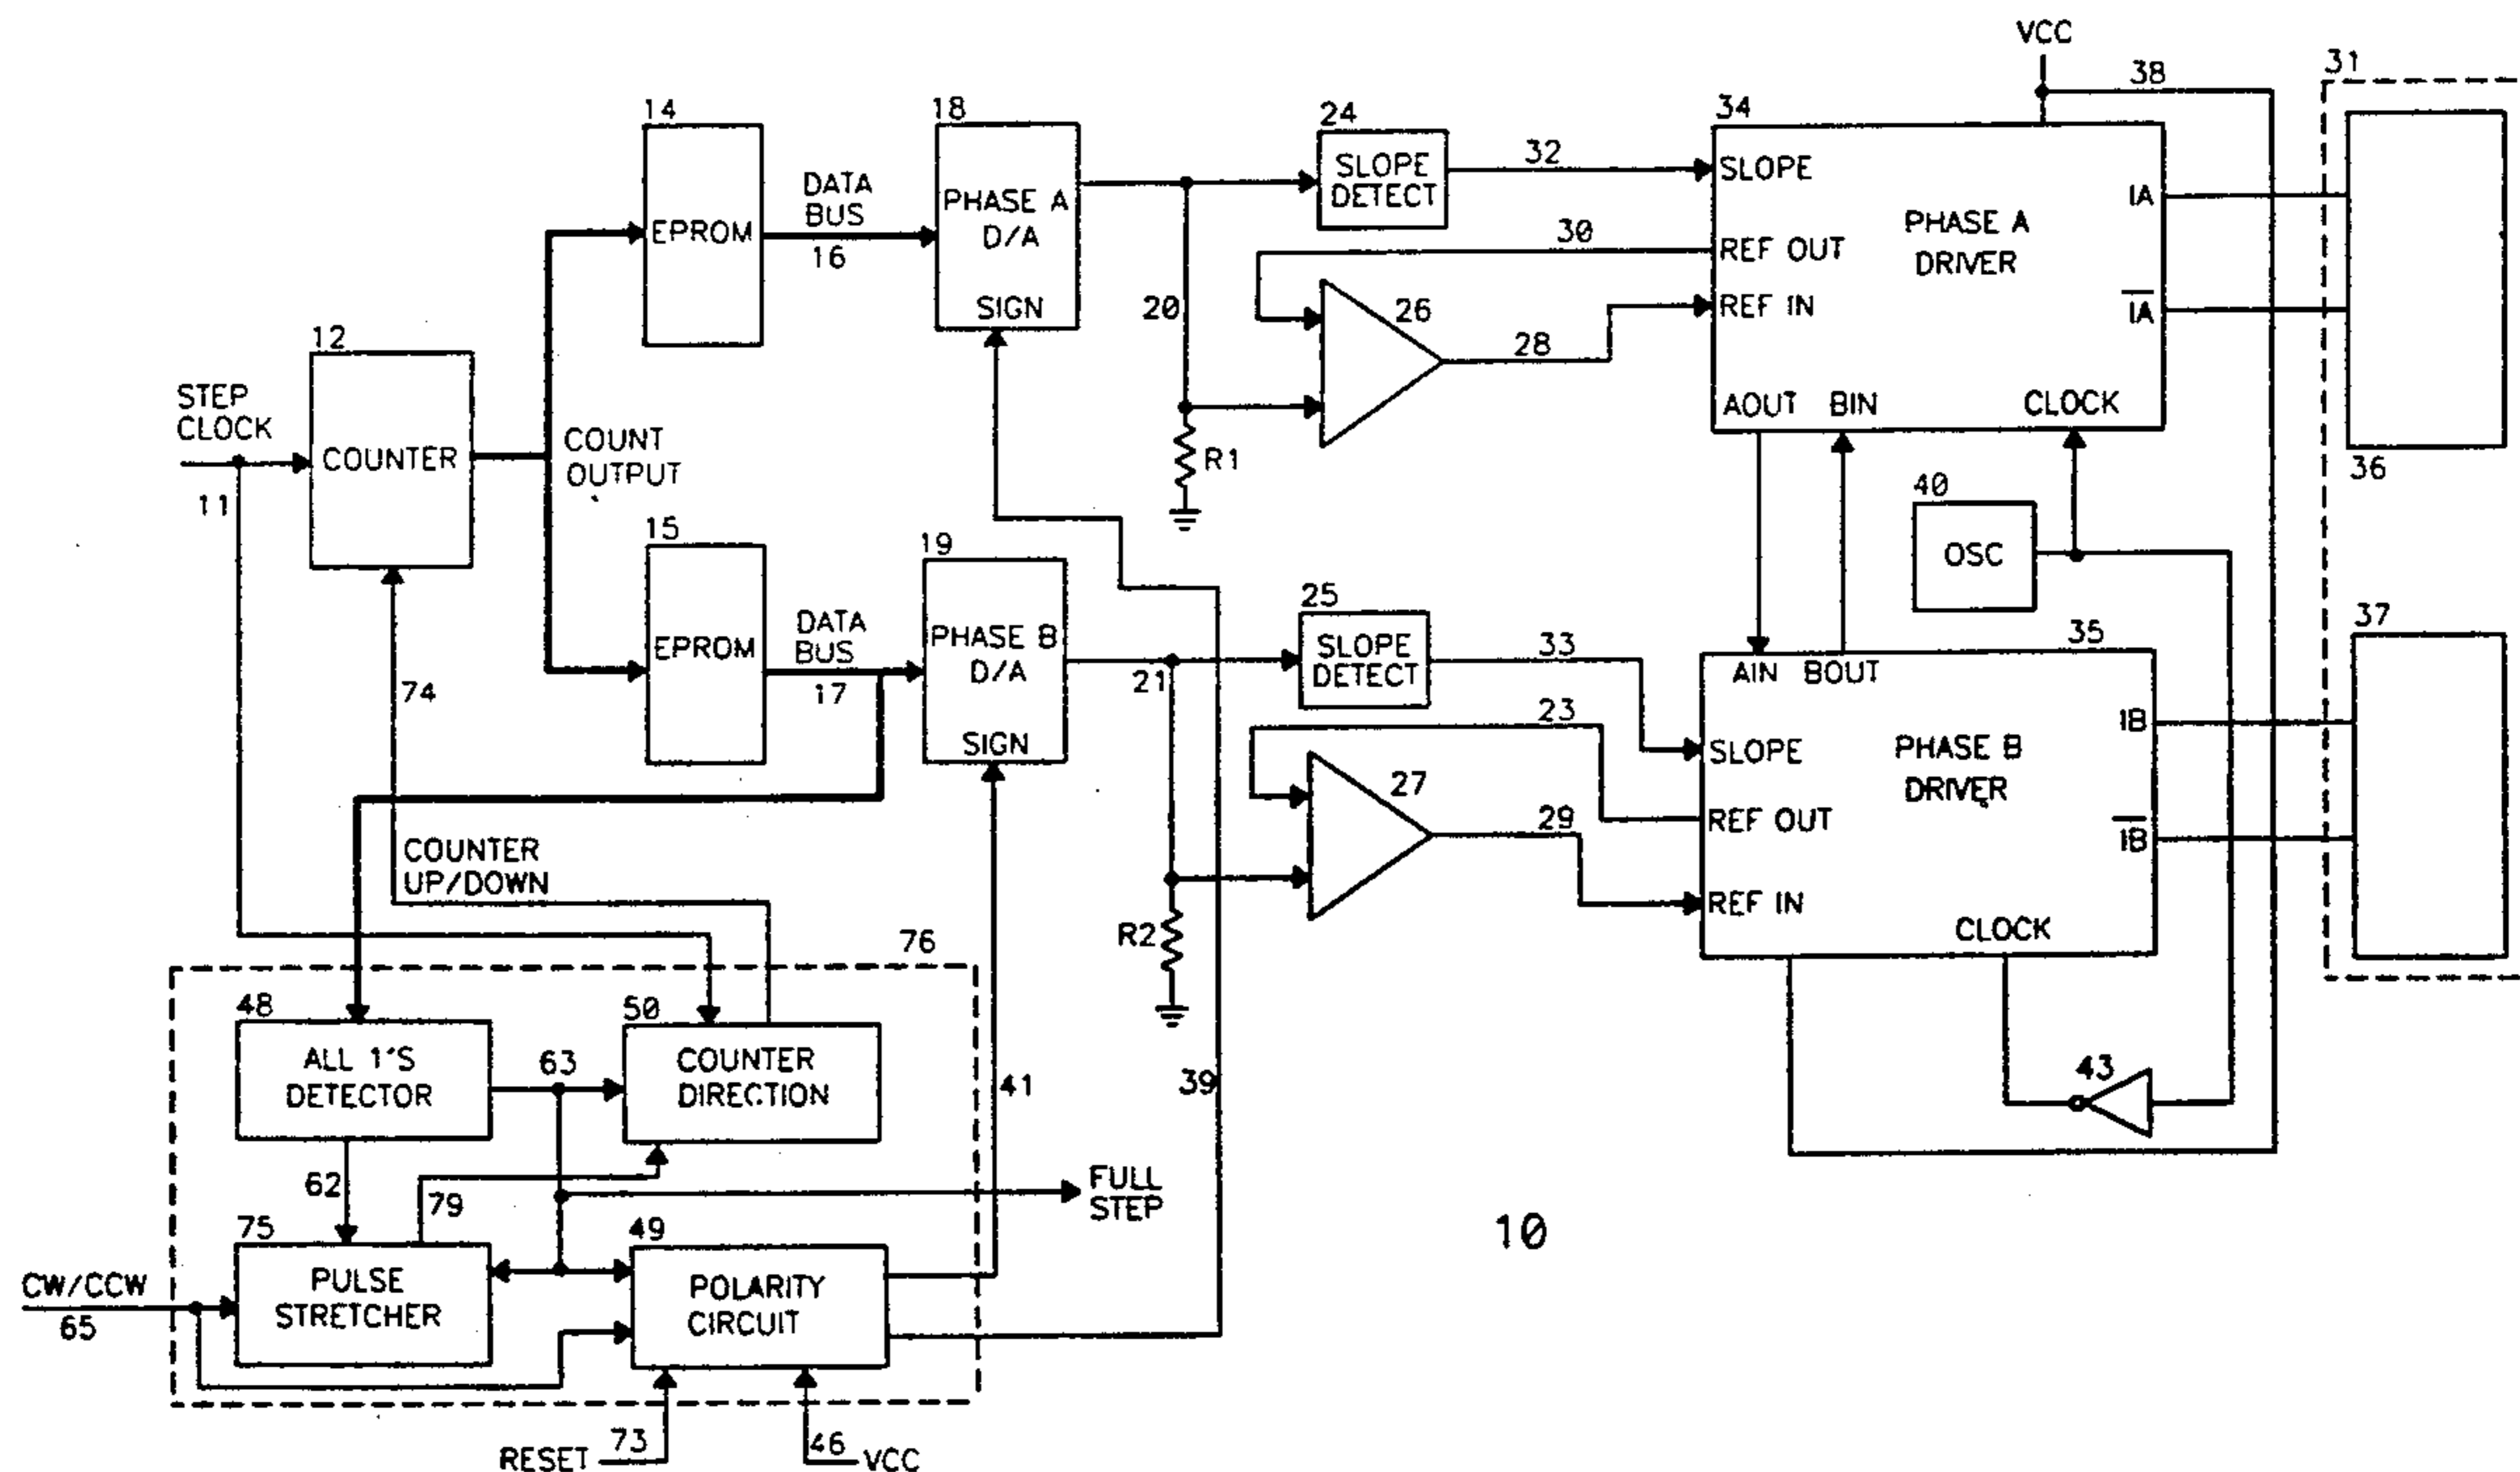 VCC
38
31
14
18
24
34
SLOPE
DETECT
32
SLOPE
DATA
BUS
16
EPROM
PHASE A
D/A
SIGN
IA
PHASE A
DRIVER
30
REF OUT
20
26
REF IN
IA
28
12
STEP
CLOCK
COUNTER
11
COUNT
OUTPUT
R1
AOUT
BIN
CLOCK
36
40
OSC
15
19
25
37
EPROM
DATA
BUS
17
PHASE B
D/A
SIGN
21
SLOPE
DETECT
33
35
AIN
BOUT
74
23
SLOPE
PHASE B
DRIVER
IB
27
REF OUT
29
IB
COUNTER
UP/DOWN
REF IN
76
R2
CLOCK
48
50
ALL 1'S
DETECTOR
63
COUNTER
DIRECTION
41
39
43
62
79
FULL
STEP
75
49
10
CW/CCW
65
PULSE
STRETCHER
POLARITY
CIRCUIT
RESET
73
46
VCC